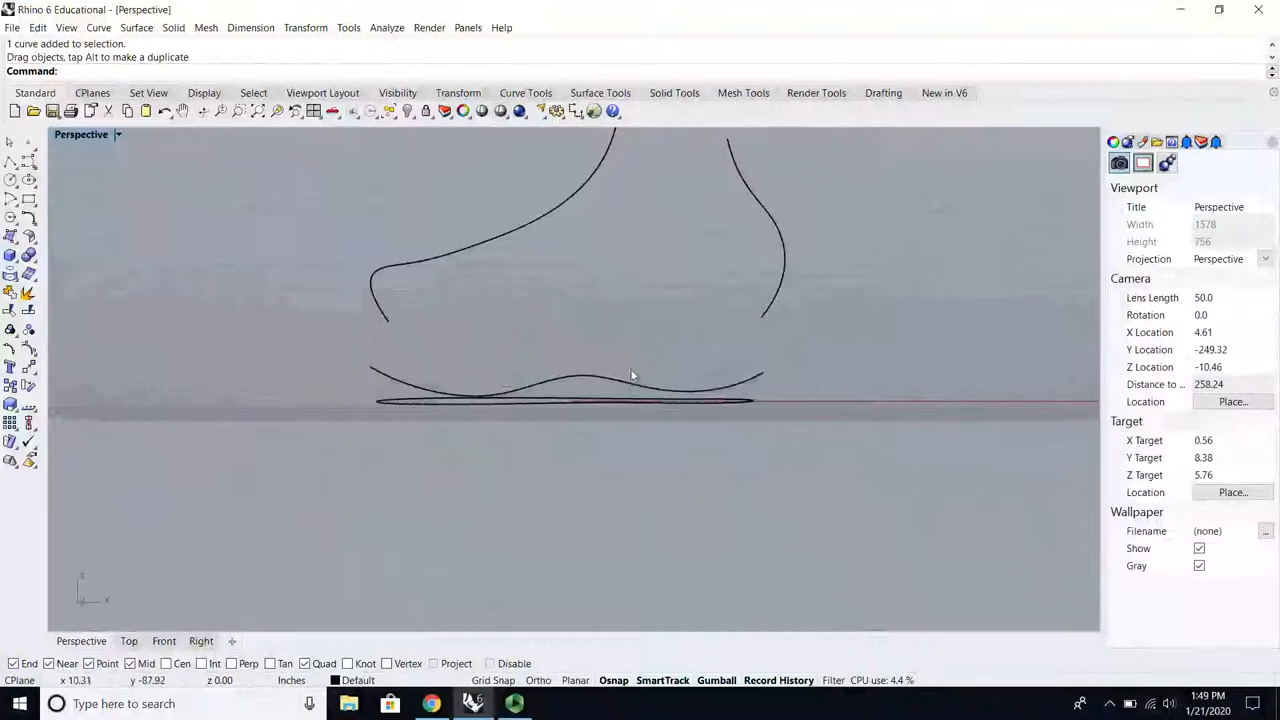 Rhino 6 Educational - [Perspective]
File Edit View Curve Surface Solid Mesh Dimension Transform Tools Analyze Render Panels Help
1 curve added to selection.
Drag objects, tap Alt to make a duplicate
Command:
Standard CPlanes Set View Display Select Viewport Layout Visibility Transform Curve Tools Surface Tools Solid Tools Mesh Tools Render Tools Drafting New in V6
Perspective
Viewport
Title Perspective
Width 1578
Height 756
Projection Perspective
Camera
Lens Length 50.0
Rotation 0.0
X Location 4.61
Y Location -249.32
Z Location -10.46
Distance to ... 258.24
Location Place...
Target
X Target 0.56
Y Target 8.38
Z Target 5.76
Location Place...
Wallpaper
Filename (none) ...
Show
Gray
z x
Perspective Top Front Right
End Near Point Mid Cen Int Perp Tan Quad Knot Vertex Project Disable
CPlane x 10.31 y -87.92 z 0.00 Inches Default Grid Snap Ortho Planar Osnap SmartTrack Gumball Record History Filter CPU use: 4.4 %
Type here to search
1:49 PM
1/21/2020